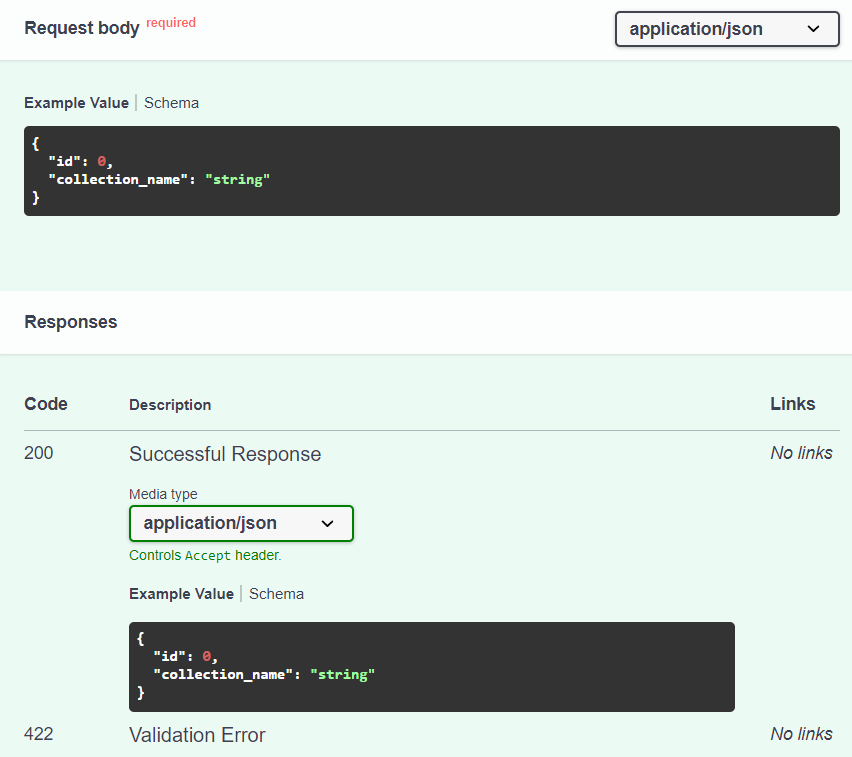 Request body required
application/json
Example Value | Schema
{
  "id": 0,
  "collection_name": "string"
}
Responses
Code Description Links
200 Successful Response No links
Media type
application/json
Controls Accept header.
Example Value | Schema
{
  "id": 0,
  "collection_name": "string"
}
422 Validation Error No links